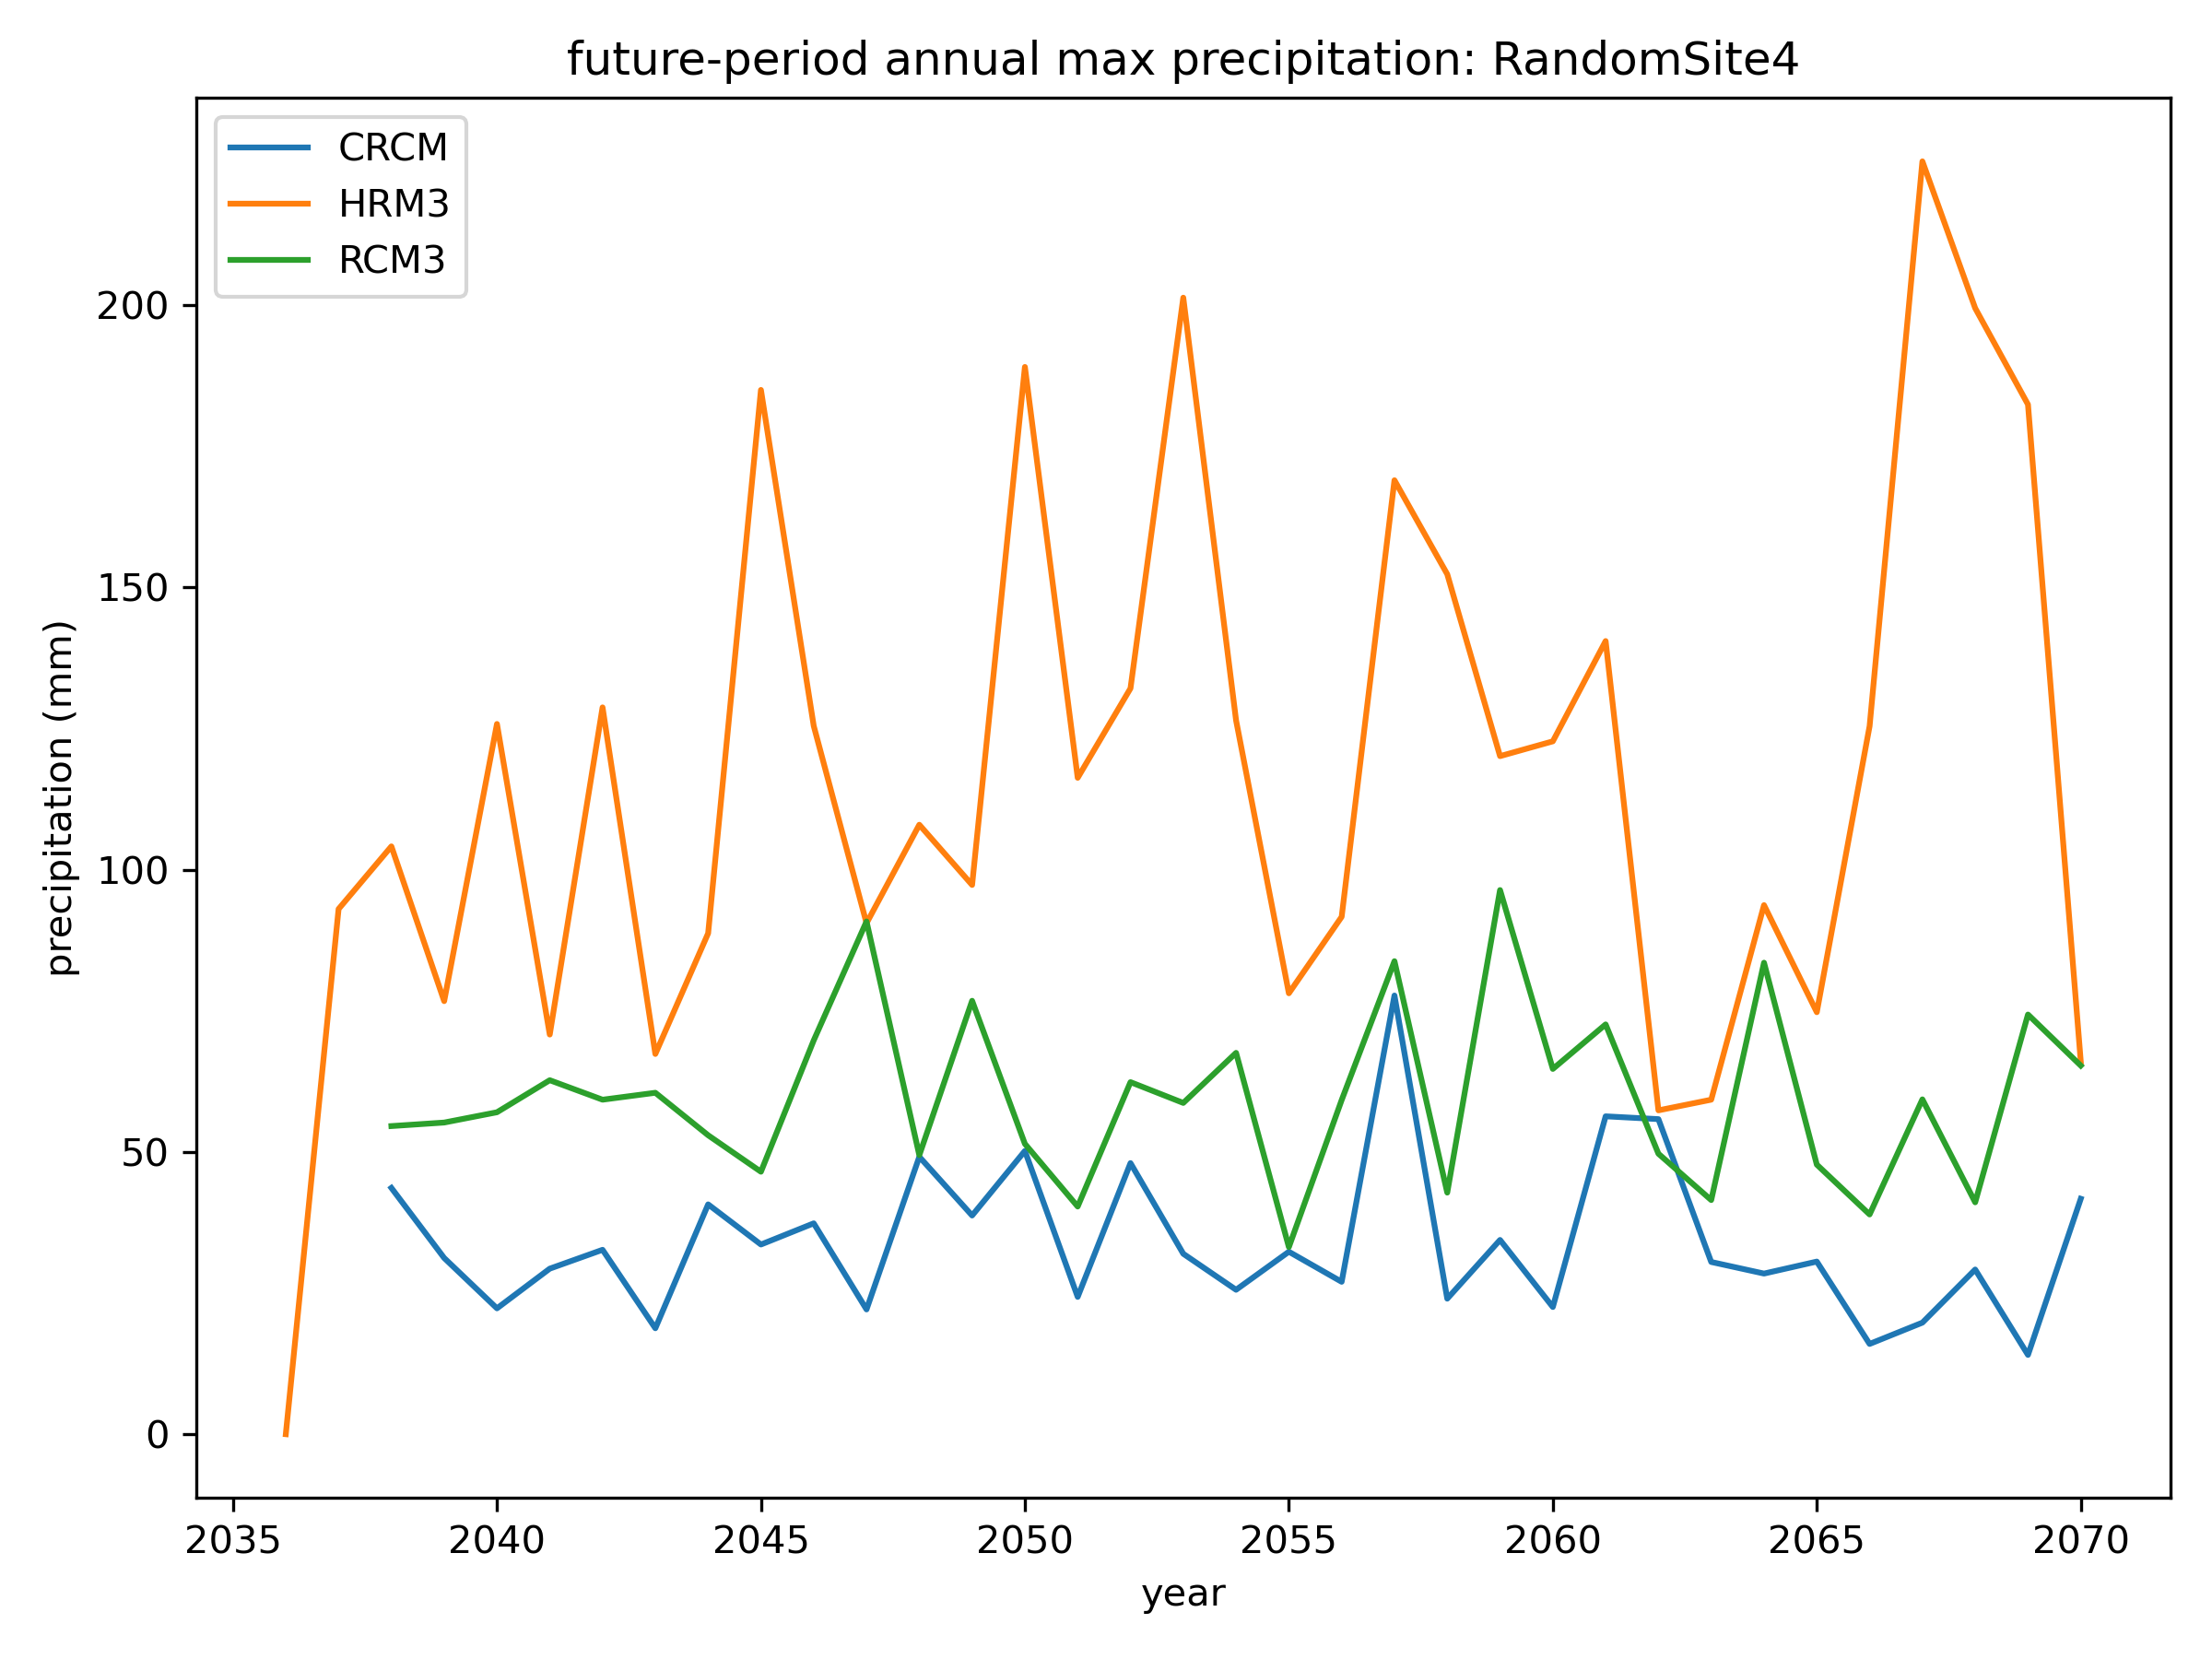 future-period annual max precipitation: RandomSite4
CRCM
HRM3
RCM3
precipitation (mm)
200
150
100
50
0
2035 2040 2045 2050 2055 2060 2065 2070
year